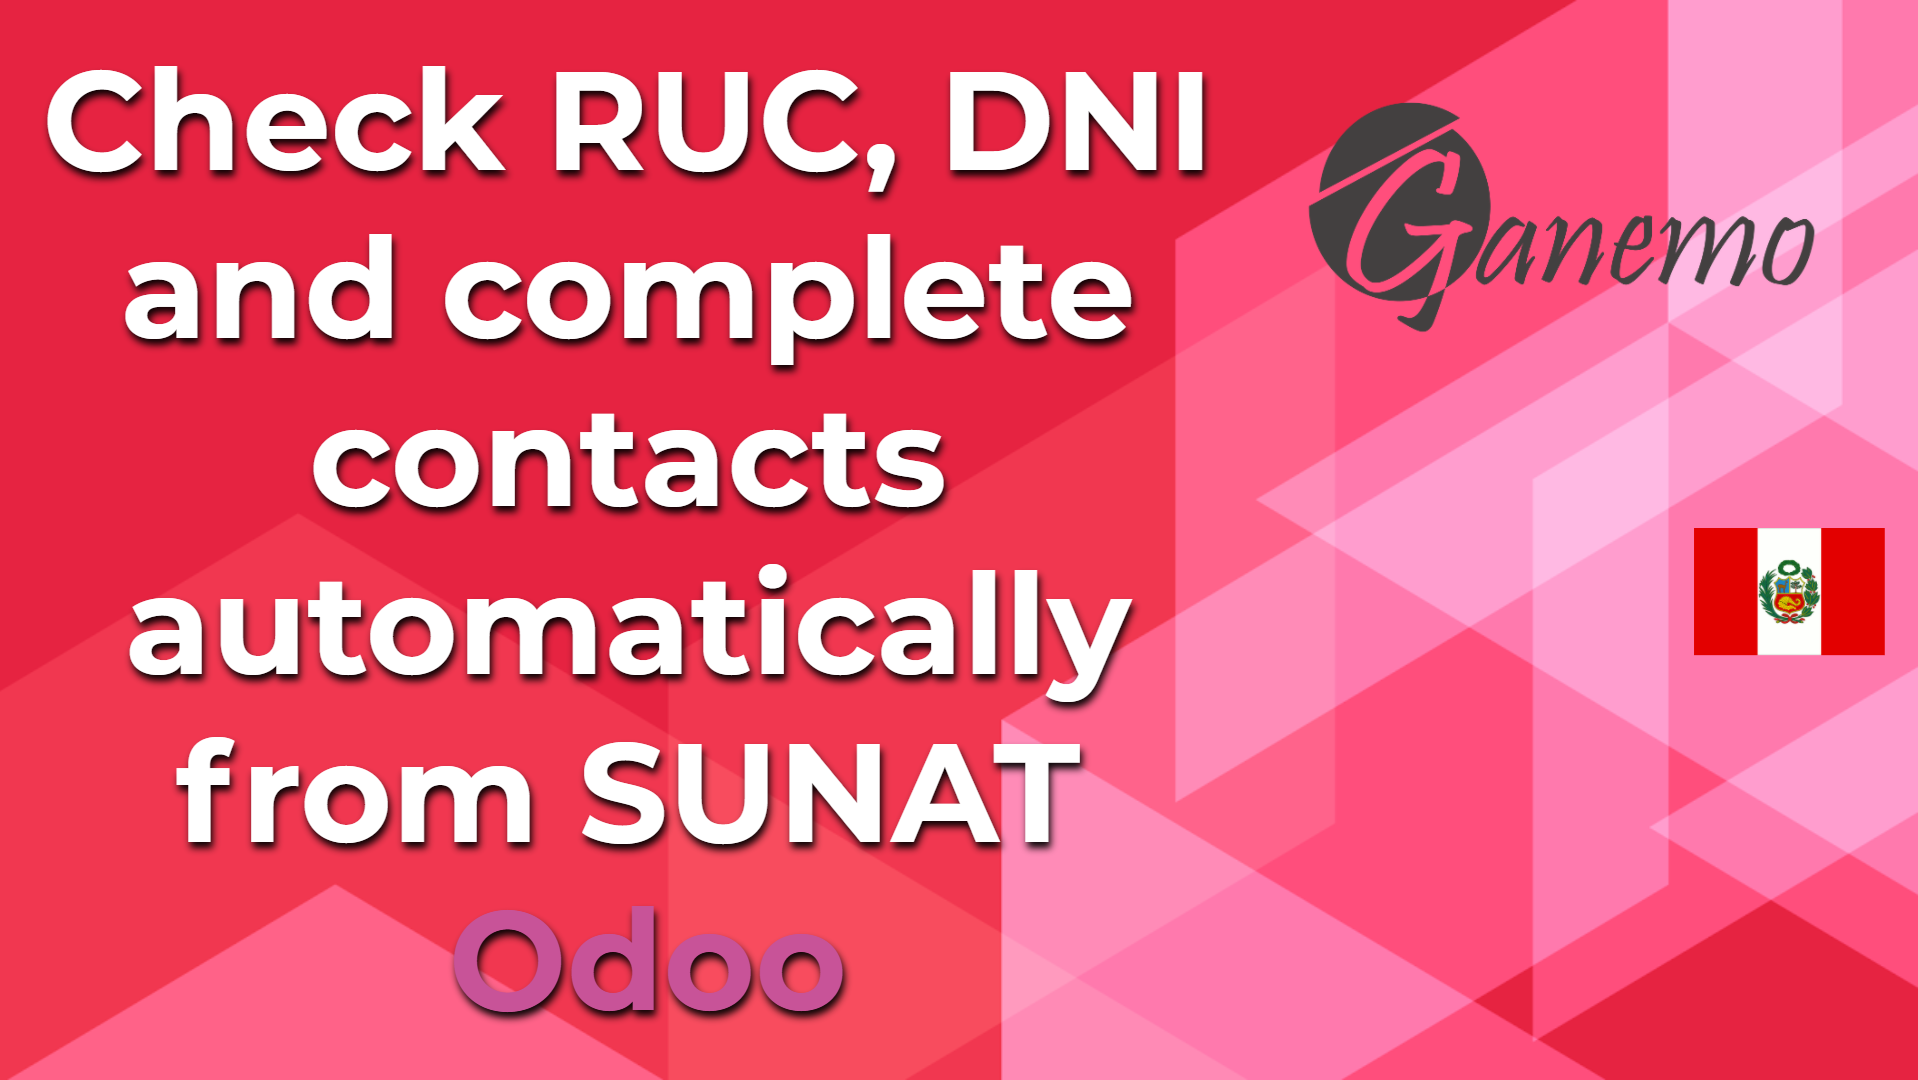 Check RUC, DNI
and complete
contacts
automatically
from SUNAT
Odoo
Ganemo